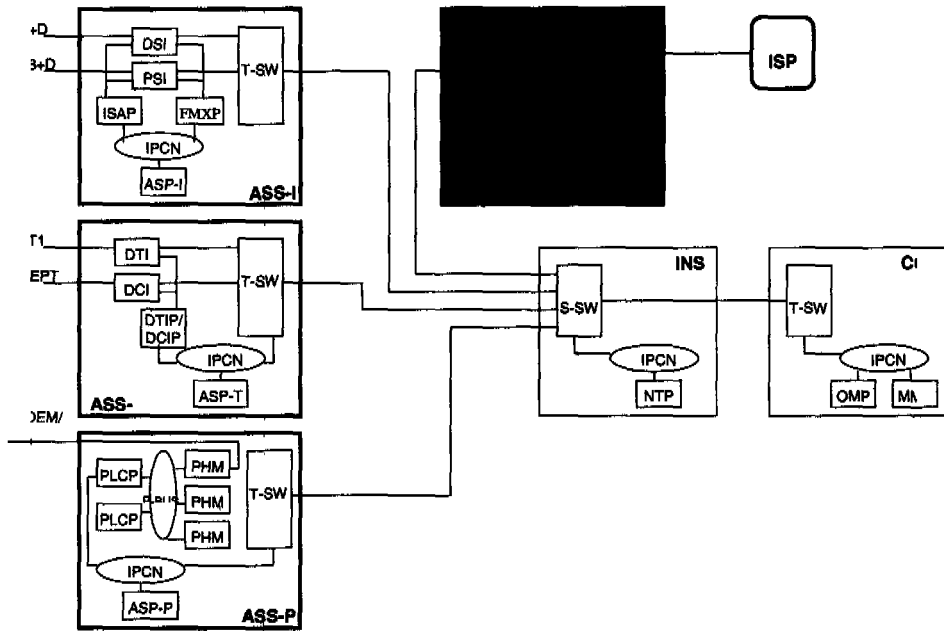 +D
DSI
B+D
PSI
T-SW
ISAP
FMXP
IPCN
ASP-I
ASS-I
ISP
T1
DTI
EPT
DCI
T-SW
DTIP/
DCIP
IPCN
ASP-T
ASS-
INS
S-SW
IPCN
NTP
T-SW
IPCN
OMP
DEM/
PLCP
PHM
T-SW
PLCP
PHM
PHM
IPCN
ASP-P
ASS-P